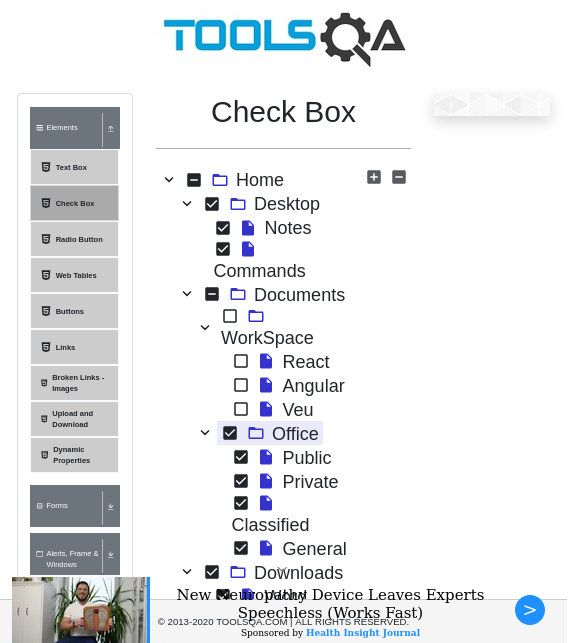 TOOLSQA
Check Box
Elements
Text Box
Check Box
Radio Button
Web Tables
Buttons
Links
Broken Links -
Images
Upload and
Download
Dynamic
Properties
Forms
Alerts, Frame &
Windows
Home
Desktop
Notes
Commands
Documents
WorkSpace
React
Angular
Veu
Office
Public
Private
Classified
General
Downloads
New Neuropathy Device Leaves Experts
Speechless (Works Fast)
© 2013-2020 TOOLSQA.COM | ALL RIGHTS RESERVED.
Sponsored by Health Insight Journal